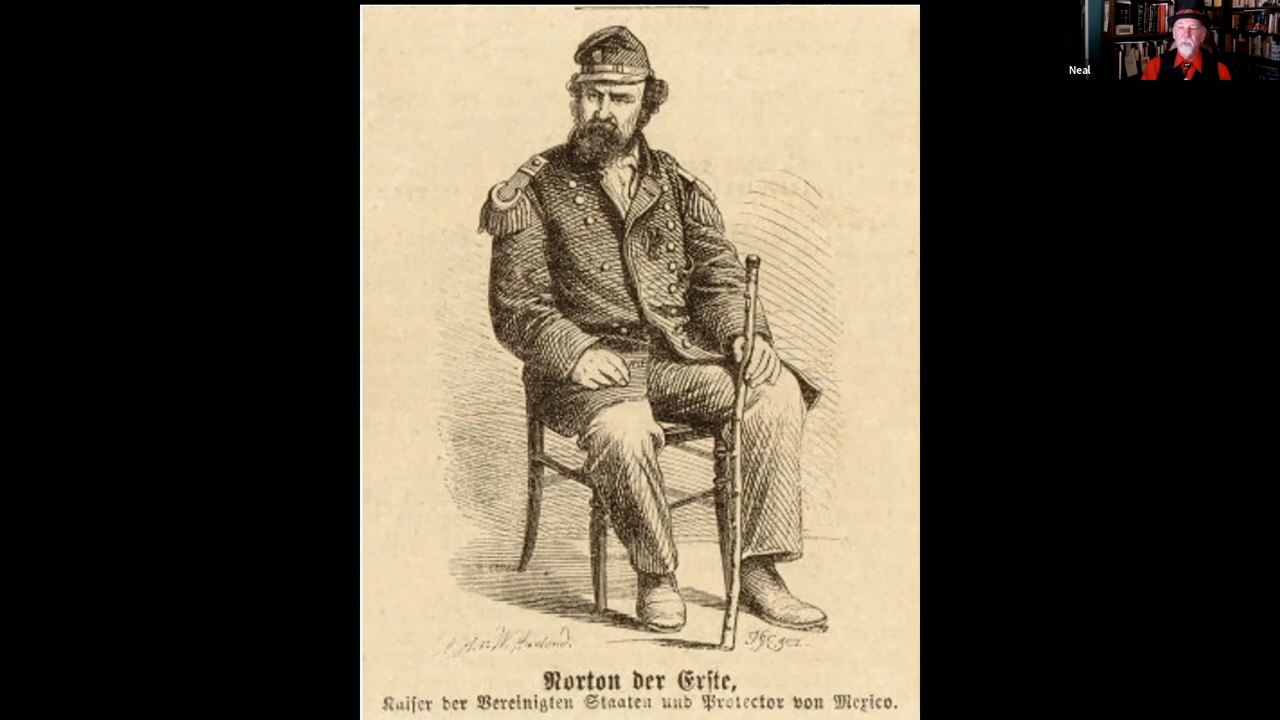 Neal
Norton der Erste,
Kaiser der Vereinigten Staaten und Protector von Mexico.